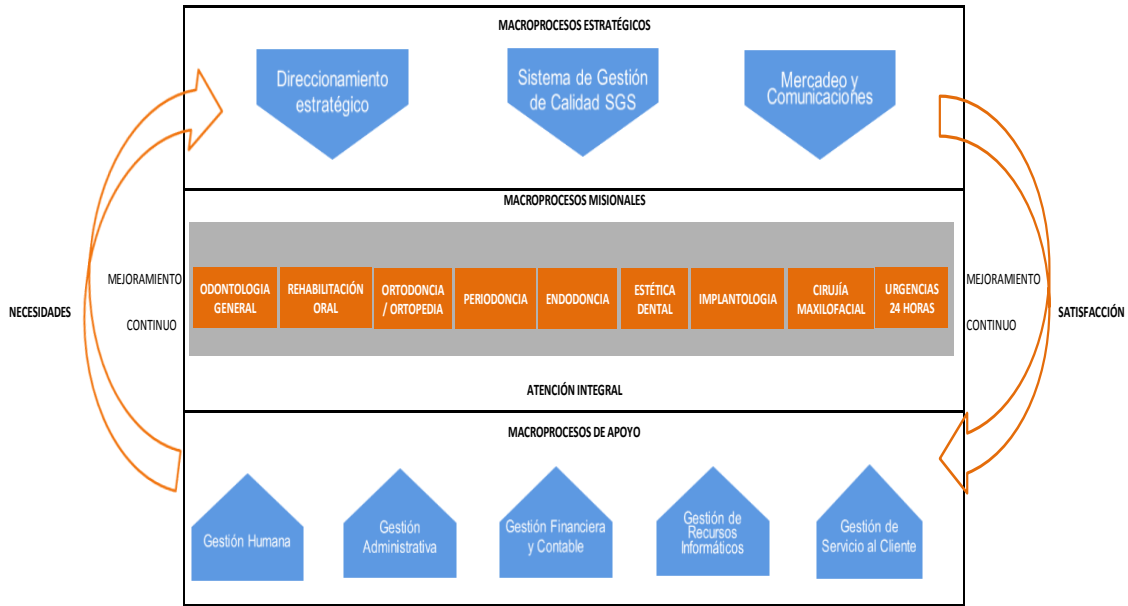 MACROPROCESOS ESTRATÉGICOS
Direccionamiento
estratégico
Sistema de Gestión
de Calidad SGS
Mercadeo y
Comunicaciones
MACROPROCESOS MISIONALES
NECESIDADES
MEJORAMIENTO
CONTINUO
ODONTOLOGIA
GENERAL
REHABILITACIÓN
ORAL
ORTODONCIA
/ ORTOPEDIA
PERIODONCIA
ENDODONCIA
ESTÉTICA
DENTAL
IMPLANTOLOGIA
CIRUJÍA
MAXILOFACIAL
URGENCIAS
24 HORAS
MEJORAMIENTO
CONTINUO
SATISFACCIÓN
ATENCIÓN INTEGRAL
MACROPROCESOS DE APOYO
Gestión Humana
Gestión
Administrativa
Gestión Financiera
y Contable
Gestión de
Recursos
Informáticos
Gestión de
Servicio al Cliente